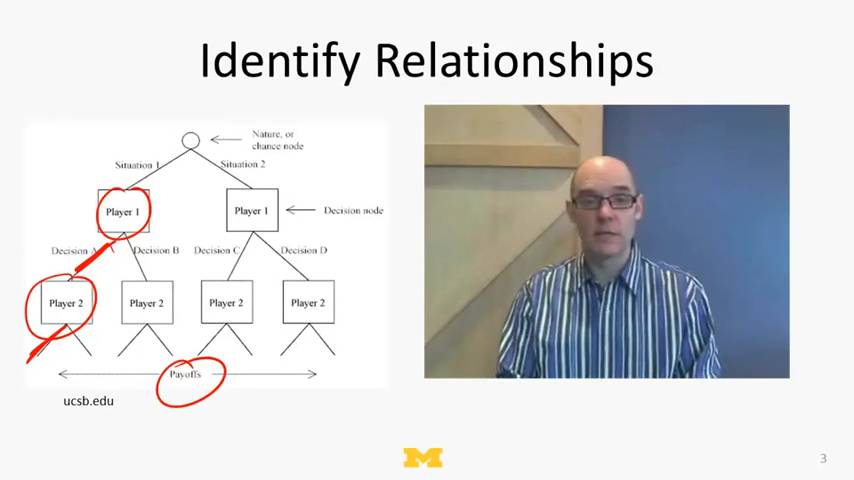 Identify Relationships
Nature, or
chance node
Situation 1
Situation 2
Player 1
Player 1
Decision node
Decision A
Decision B
Decision C
Decision D
Player 2
Player 2
Player 2
Player 2
Payoffs
ucsb.edu
M
3